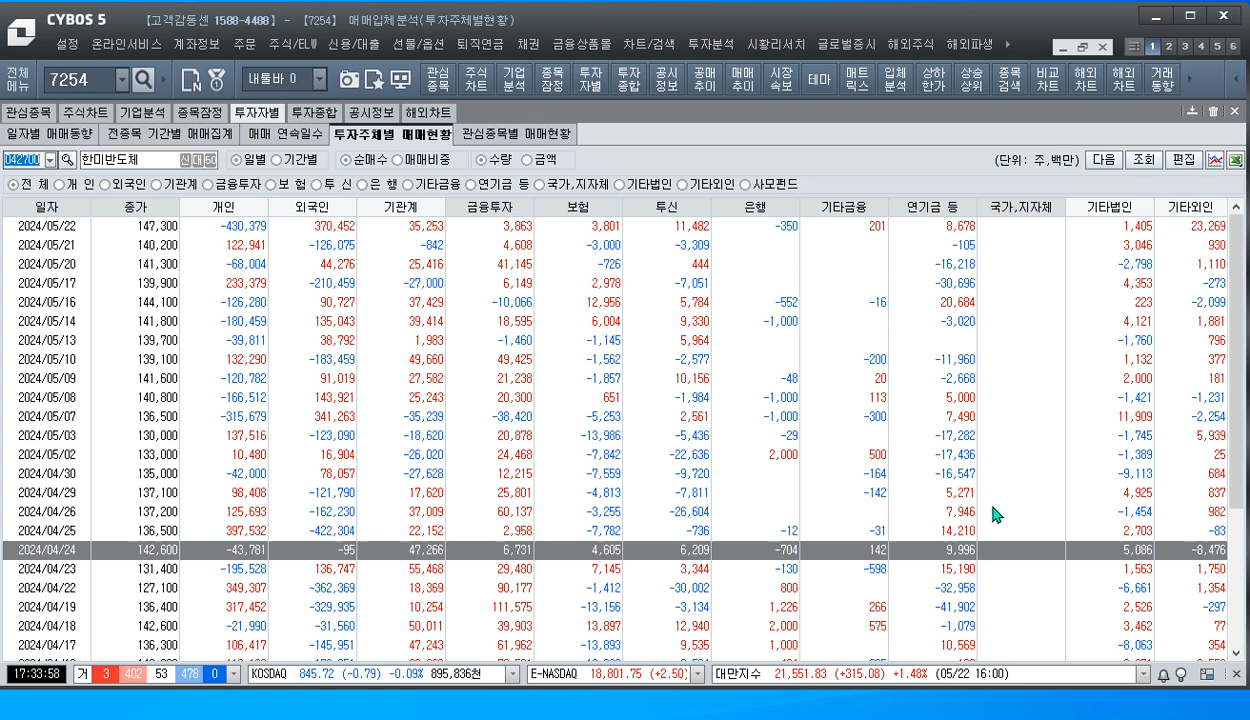 CYBOS 5 【고객감동센 1588-4488】 - 【7254】 매매입체분석(투자주체별현황)
설정 온라인서비스 계좌정보 주문 주식/ELW 신용/대출 선물/옵션 퇴직연금 채권 금융상품몰 차트/검색 투자분석 시황리서치 글로벌증시 해외주식 해외파생 1 2 3 4 5 6
전체메뉴 7254 내툴바 0 관심종목 주식차트 기업분석 종목잠정 투자자별 투자종합 공시정보 공매추이 매매추이 시장속보 테마 매트릭스 입체분석 상하한가 상승상위 종목검색 비교차트 해외차트 해외차트 거래동향
관심종목 주식차트 기업분석 종목잠정 투자자별 투자종합 공시정보 해외차트
일자별 매매동향 전종목 기간별 매매집계 매매 연속일수 투자주체별 매매현황 관심종목별 매매현황
042700 한미반도체 신 대 50 일별 기간별 순매수 매매비중 수량 금액 (단위: 주,백만) 다음 조회 편집
전 체 개 인 외국인 기관계 금융투자 보 험 투 신 은 행 기타금융 연기금 등 국가,지자체 기타법인 기타외인 사모펀드
일자 종가 개인 외국인 기관계 금융투자 보험 투신 은행 기타금융 연기금 등 국가,지자체 기타법인 기타외인
2024/05/22 147,300 -430,379 370,452 35,253 3,863 3,801 11,482 -350 201 8,678 1,405 23,269
2024/05/21 140,200 122,941 -126,075 -842 4,608 -3,000 -3,309 -105 3,046 930
2024/05/20 141,300 -68,004 44,276 25,416 41,145 -726 444 -16,218 -2,798 1,110
2024/05/17 139,900 233,379 -210,459 -27,000 6,149 2,978 -7,051 -30,696 4,353 -273
2024/05/16 144,100 -126,280 90,727 37,429 -10,066 12,956 5,784 -552 -16 20,684 223 -2,099
2024/05/14 141,800 -180,459 135,043 39,414 18,595 6,004 9,330 -1,000 -3,020 4,121 1,881
2024/05/13 139,700 -39,811 38,792 1,983 -1,460 -1,145 5,964 -1,760 796
2024/05/10 139,100 132,290 -183,459 49,660 49,425 -1,562 -2,577 -200 -11,960 1,132 377
2024/05/09 141,600 -120,782 91,019 27,582 21,238 -1,857 10,156 -48 20 -2,668 2,000 181
2024/05/08 140,800 -166,512 143,921 25,243 20,300 651 -1,984 -1,000 113 5,000 -1,421 -1,231
2024/05/07 136,500 -315,679 341,263 -35,239 -38,420 -5,253 2,561 -1,000 -300 7,490 11,909 -2,254
2024/05/03 130,000 137,516 -123,090 -18,620 20,878 -13,986 -5,436 -29 -17,282 -1,745 5,939
2024/05/02 133,000 10,480 16,904 -26,020 24,468 -7,842 -22,636 2,000 500 -17,436 -1,389 25
2024/04/30 135,000 -42,000 78,057 -27,628 12,215 -7,559 -9,720 -164 -16,547 -9,113 684
2024/04/29 137,100 98,408 -121,790 17,620 25,801 -4,813 -7,811 -142 5,271 4,925 837
2024/04/26 137,200 125,693 -162,230 37,009 60,137 -3,255 -26,604 7,946 -1,454 982
2024/04/25 136,500 397,532 -422,304 22,152 2,958 -7,782 -736 -12 -31 14,210 2,703 -83
2024/04/24 142,600 -43,781 -95 47,266 6,731 4,605 6,209 -704 142 9,996 5,086 -8,476
2024/04/23 131,400 -195,528 136,747 55,468 29,480 7,145 3,344 -130 -598 15,190 1,563 1,750
2024/04/22 127,100 349,307 -362,369 18,369 90,177 -1,412 -30,002 800 -32,958 -6,661 1,354
2024/04/19 136,400 317,452 -329,935 10,254 111,575 -13,156 -3,134 1,226 266 -41,902 2,526 -297
2024/04/18 142,600 -21,990 -31,560 50,011 39,903 13,897 12,940 2,000 575 -1,079 3,462 77
2024/04/17 136,300 106,417 -145,951 47,243 61,962 -13,893 9,535 1,000 10,569 -8,063 354
17:33:58 거 3 402 53 478 0 KOSDAQ 845.72 (-0.79) -0.09% 895,836천 E-NASDAQ 18,801.75 (+2.50) 대만지수 21,551.83 (+315.08) +1.48% (05/22 16:00)